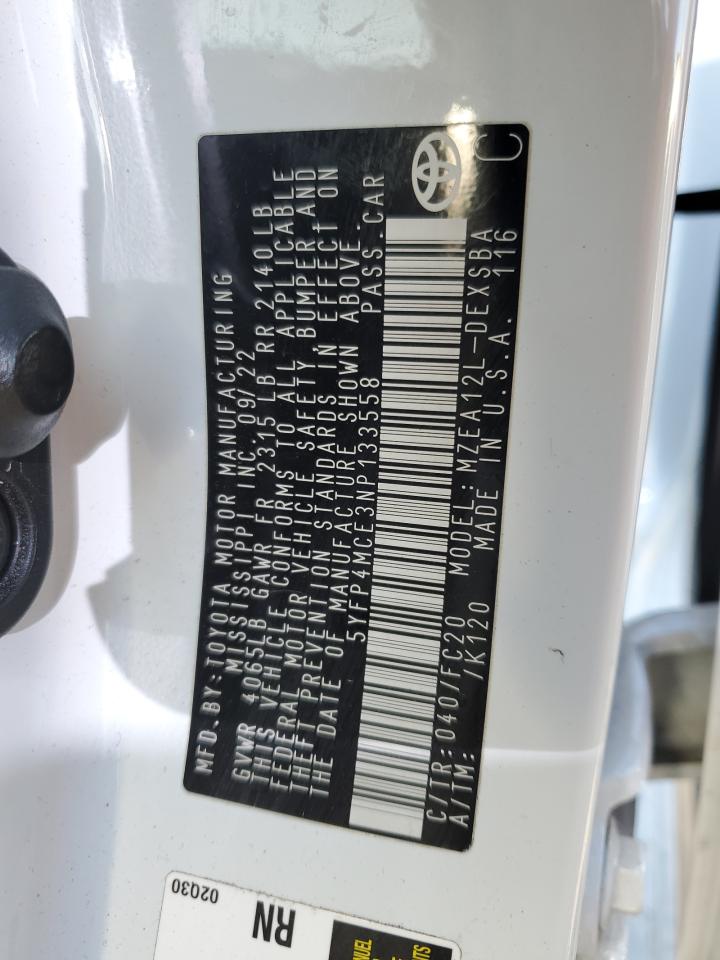 MFD.BY:TOYOTA MOTOR MANUFACTURING
MISSISSIPPI INC. 09/22
GVWR 4065LB GAWR FR 2315 LB RR 2140LB
THIS VEHICLE CONFORMS TO ALL APPLICABLE
FEDERAL MOTOR VEHICLE SAFETY BUMPER AND
THEFT PREVENTION STANDARDS IN EFFECT ON
THE DATE OF MANUFACTURE SHOWN ABOVE.
5YFP4MCE3NP133558 PASS.CAR
C/TR:040/FC20 MODEL:MZEA12L-DEXSBA
A/TM: /K120 MADE IN U.S.A. 116 C
02Q30
RN